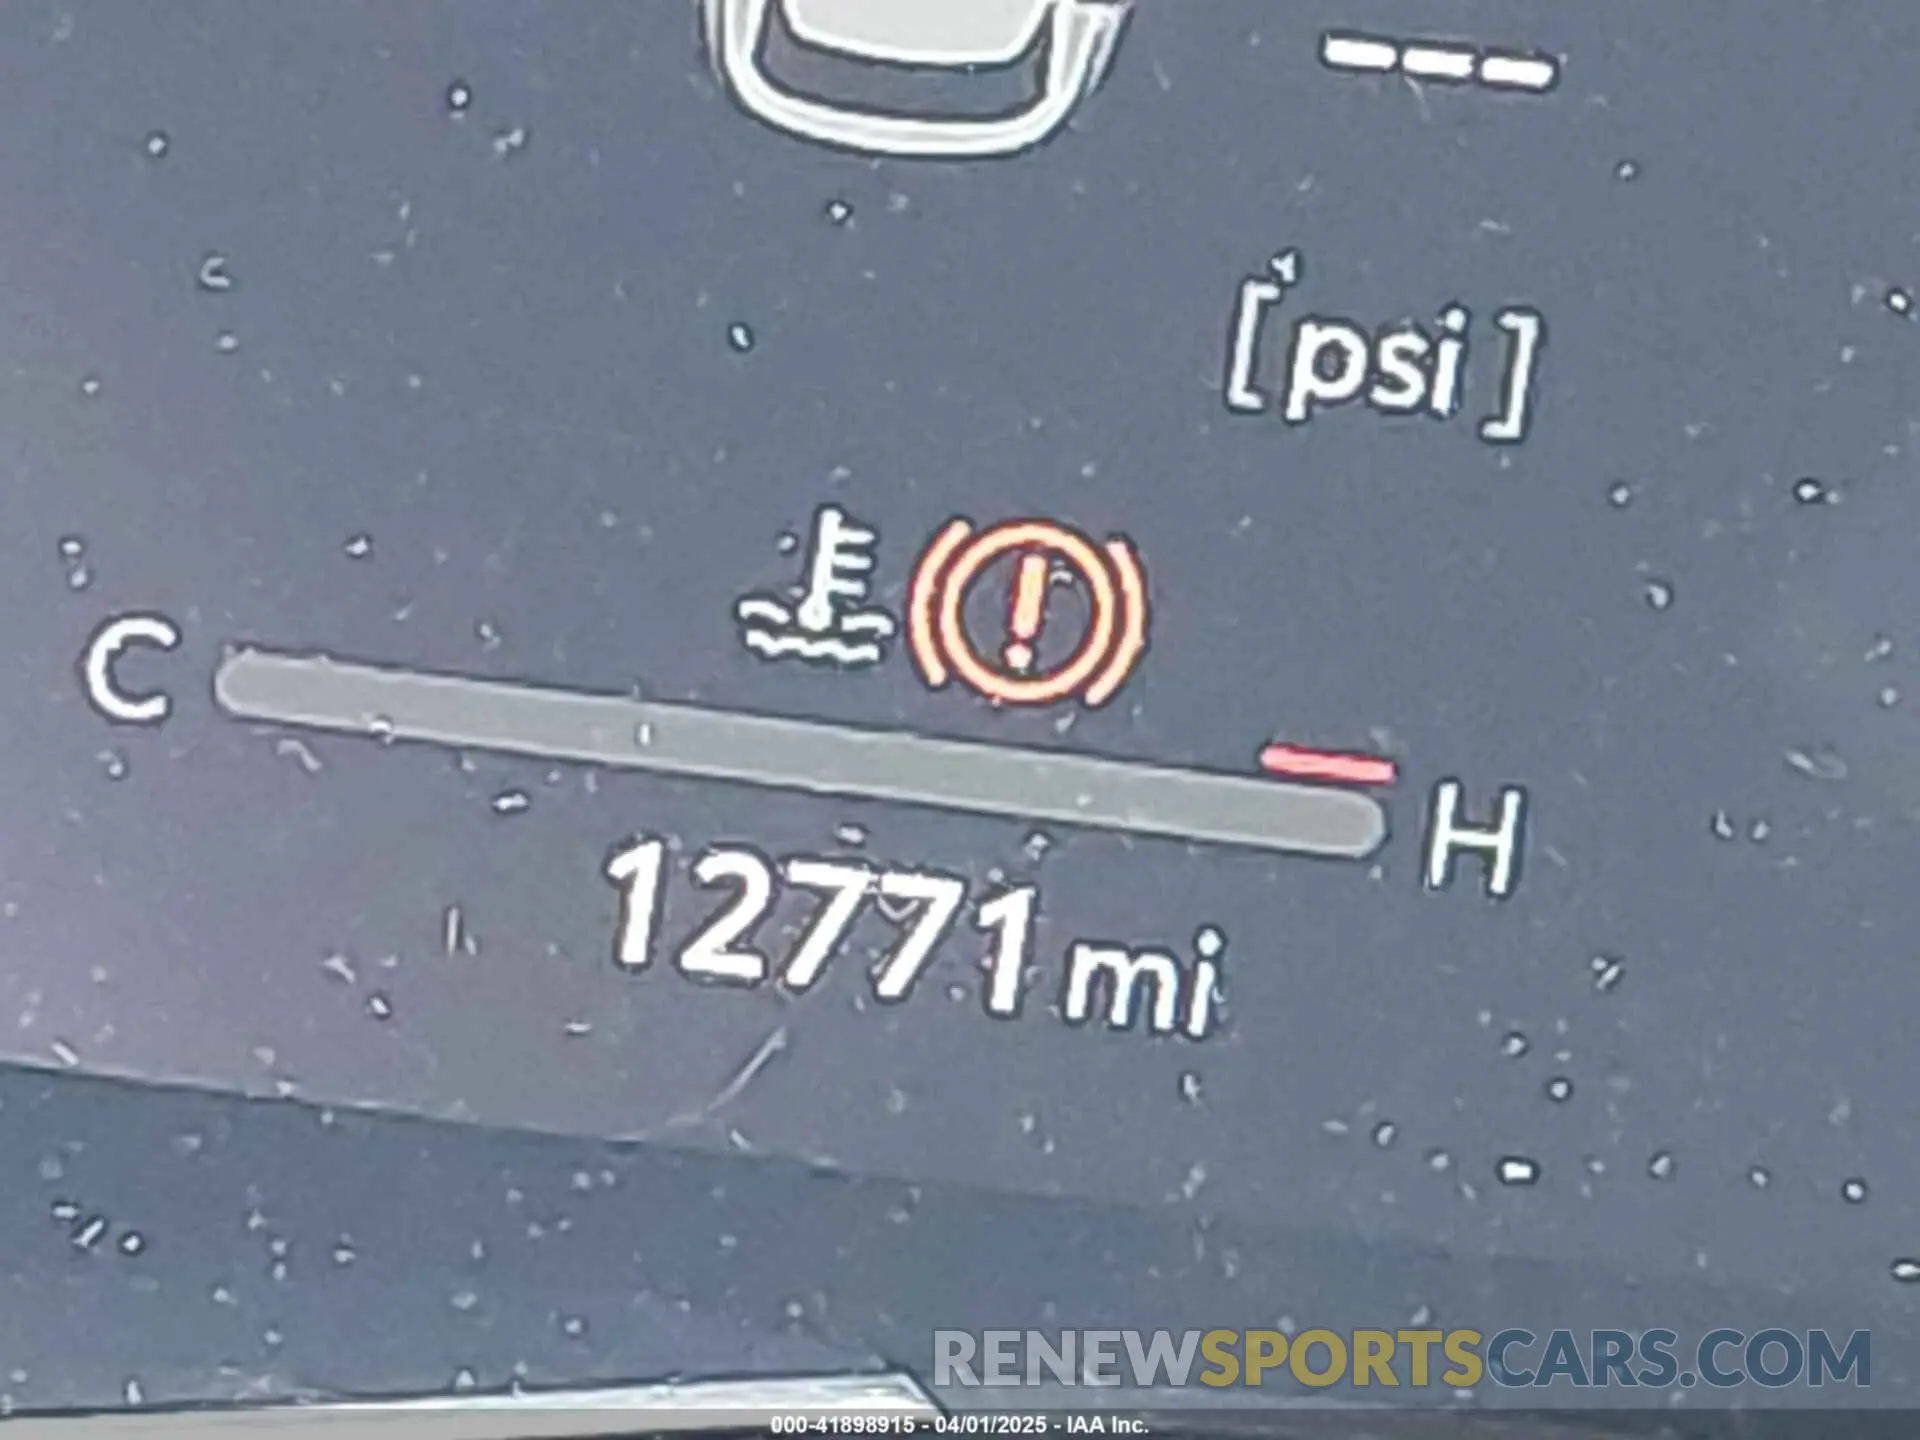 ---
[psi]
C
H
12771 mi
RENEWSPORTSCARS.COM
000-41898915 - 04/01/2025 - IAA Inc.